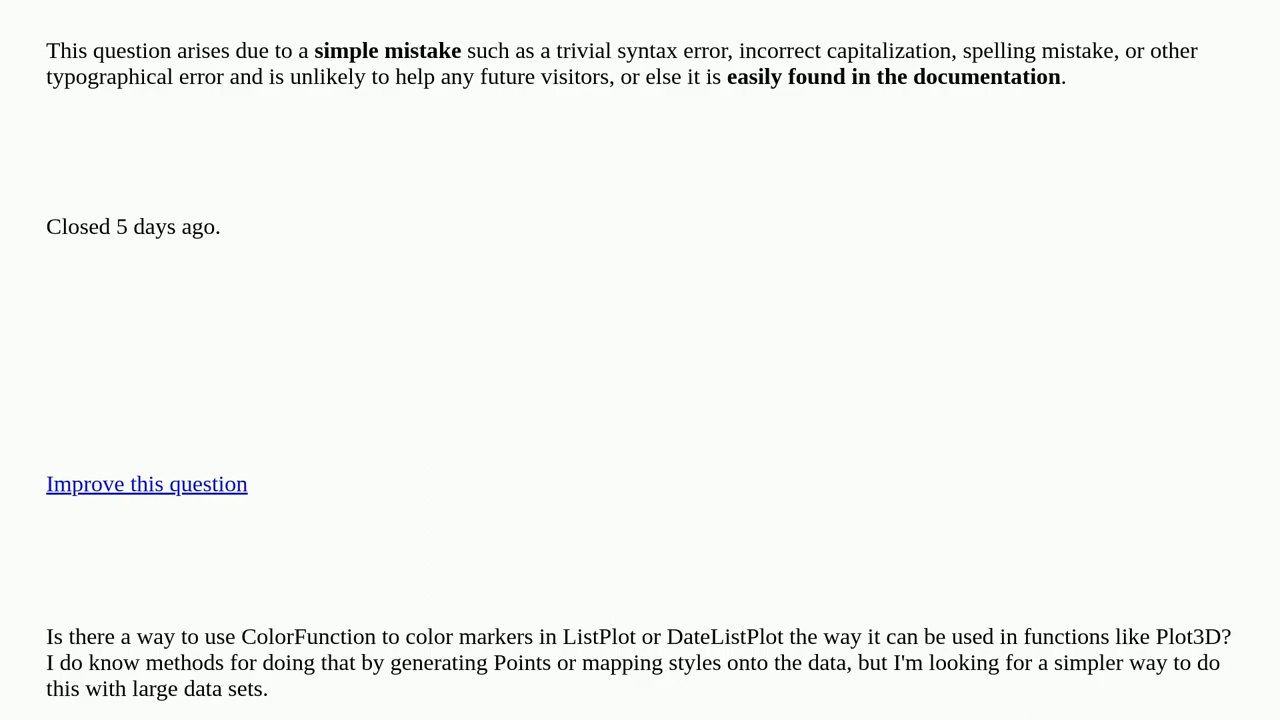 This question arises due to a simple mistake such as a trivial syntax error, incorrect capitalization, spelling mistake, or other
typographical error and is unlikely to help any future visitors, or else it is easily found in the documentation.
Closed 5 days ago.
Improve this question
Is there a way to use ColorFunction to color markers in ListPlot or DateListPlot the way it can be used in functions like Plot3D?
I do know methods for doing that by generating Points or mapping styles onto the data, but I'm looking for a simpler way to do
this with large data sets.